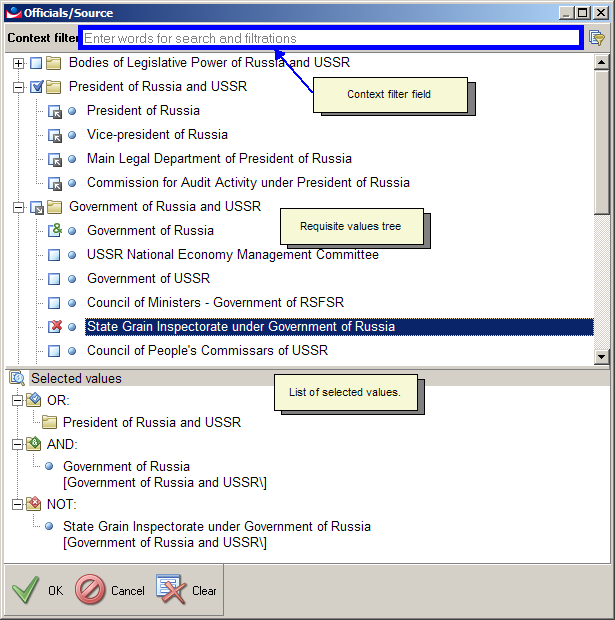 Officials/Source
Context filter
Enter words for search and filtrations
Bodies of Legislative Power of Russia and USSR
President of Russia and USSR
Context filter field
President of Russia
Vice-president of Russia
Main Legal Department of President of Russia
Commission for Audit Activity under President of Russia
Government of Russia and USSR
Requisite values tree
Government of Russia
USSR National Economy Management Committee
Government of USSR
Council of Ministers - Government of RSFSR
State Grain Inspectorate under Government of Russia
Council of People's Commissars of USSR
Selected values
List of selected values.
OR:
President of Russia and USSR
AND:
Government of Russia
[Government of Russia and USSR\]
NOT:
State Grain Inspectorate under Government of Russia
[Government of Russia and USSR\]
OK Cancel Clear